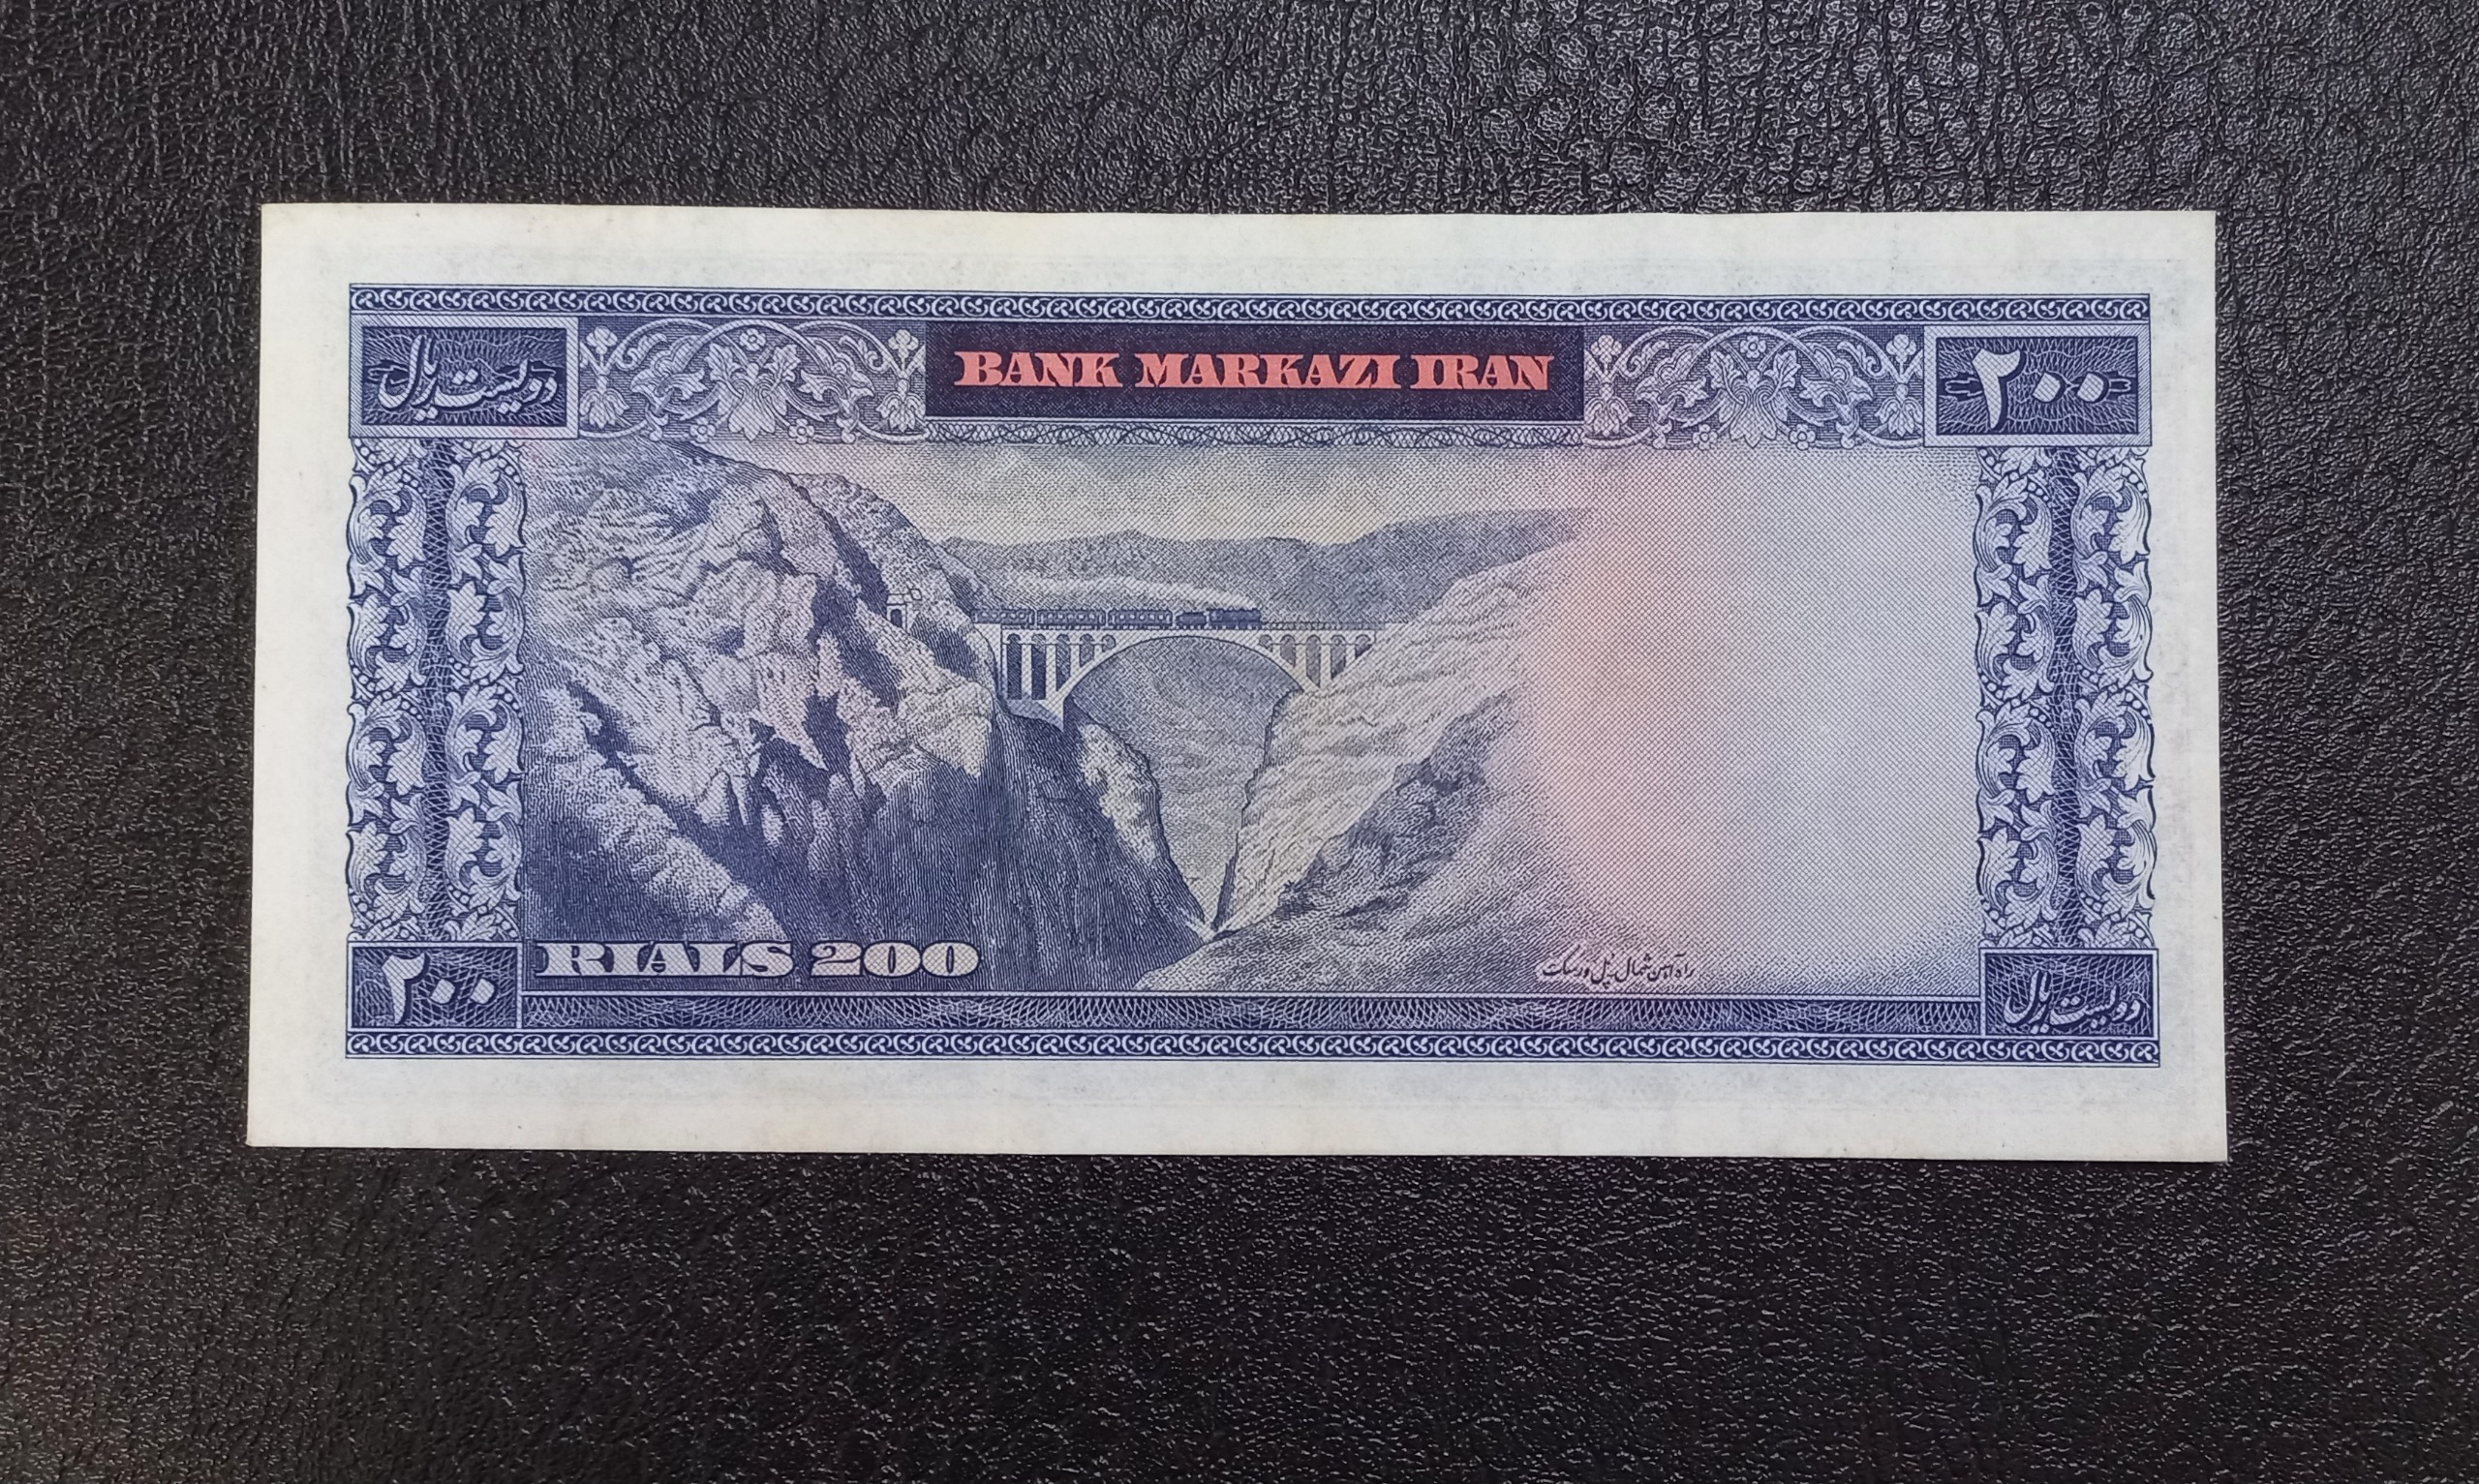 دویست ریال
BANK MARKAZI IRAN
۲۰۰
RIALS 200
راه آهن شمال - پل ورسک
۲۰۰
دویست ریال